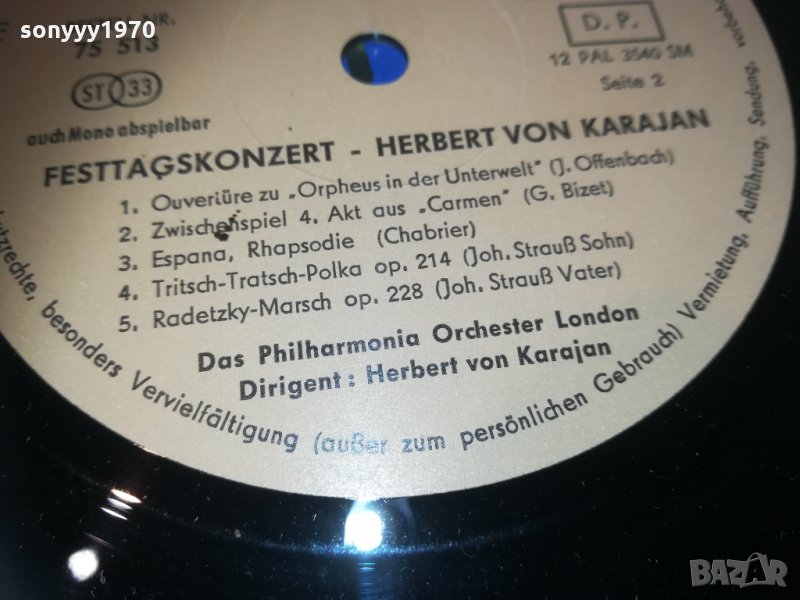 sonyyy1970
NR.
75 513
D. P.
12 PAL 3540 SM
Seite 2
ST 33
auch Mono abspielbar
FESTTAGSKONZERT - HERBERT VON KARAJAN
1. Ouvertüre zu „Orpheus in der Unterwelt" (J. Offenbach)
2. Zwischenspiel 4. Akt aus „Carmen" (G. Bizet)
3. Espana, Rhapsodie (Chabrier)
4. Tritsch-Tratsch-Polka op. 214 (Joh. Strauß Sohn)
5. Radetzky-Marsch op. 228 (Joh. Strauß Vater)
Das Philharmonia Orchester London
Dirigent: Herbert von Karajan
besonders Vervielfältigung (außer zum persönlichen Gebrauch) Vermietung, Aufführung, Sendung,
BAZAR